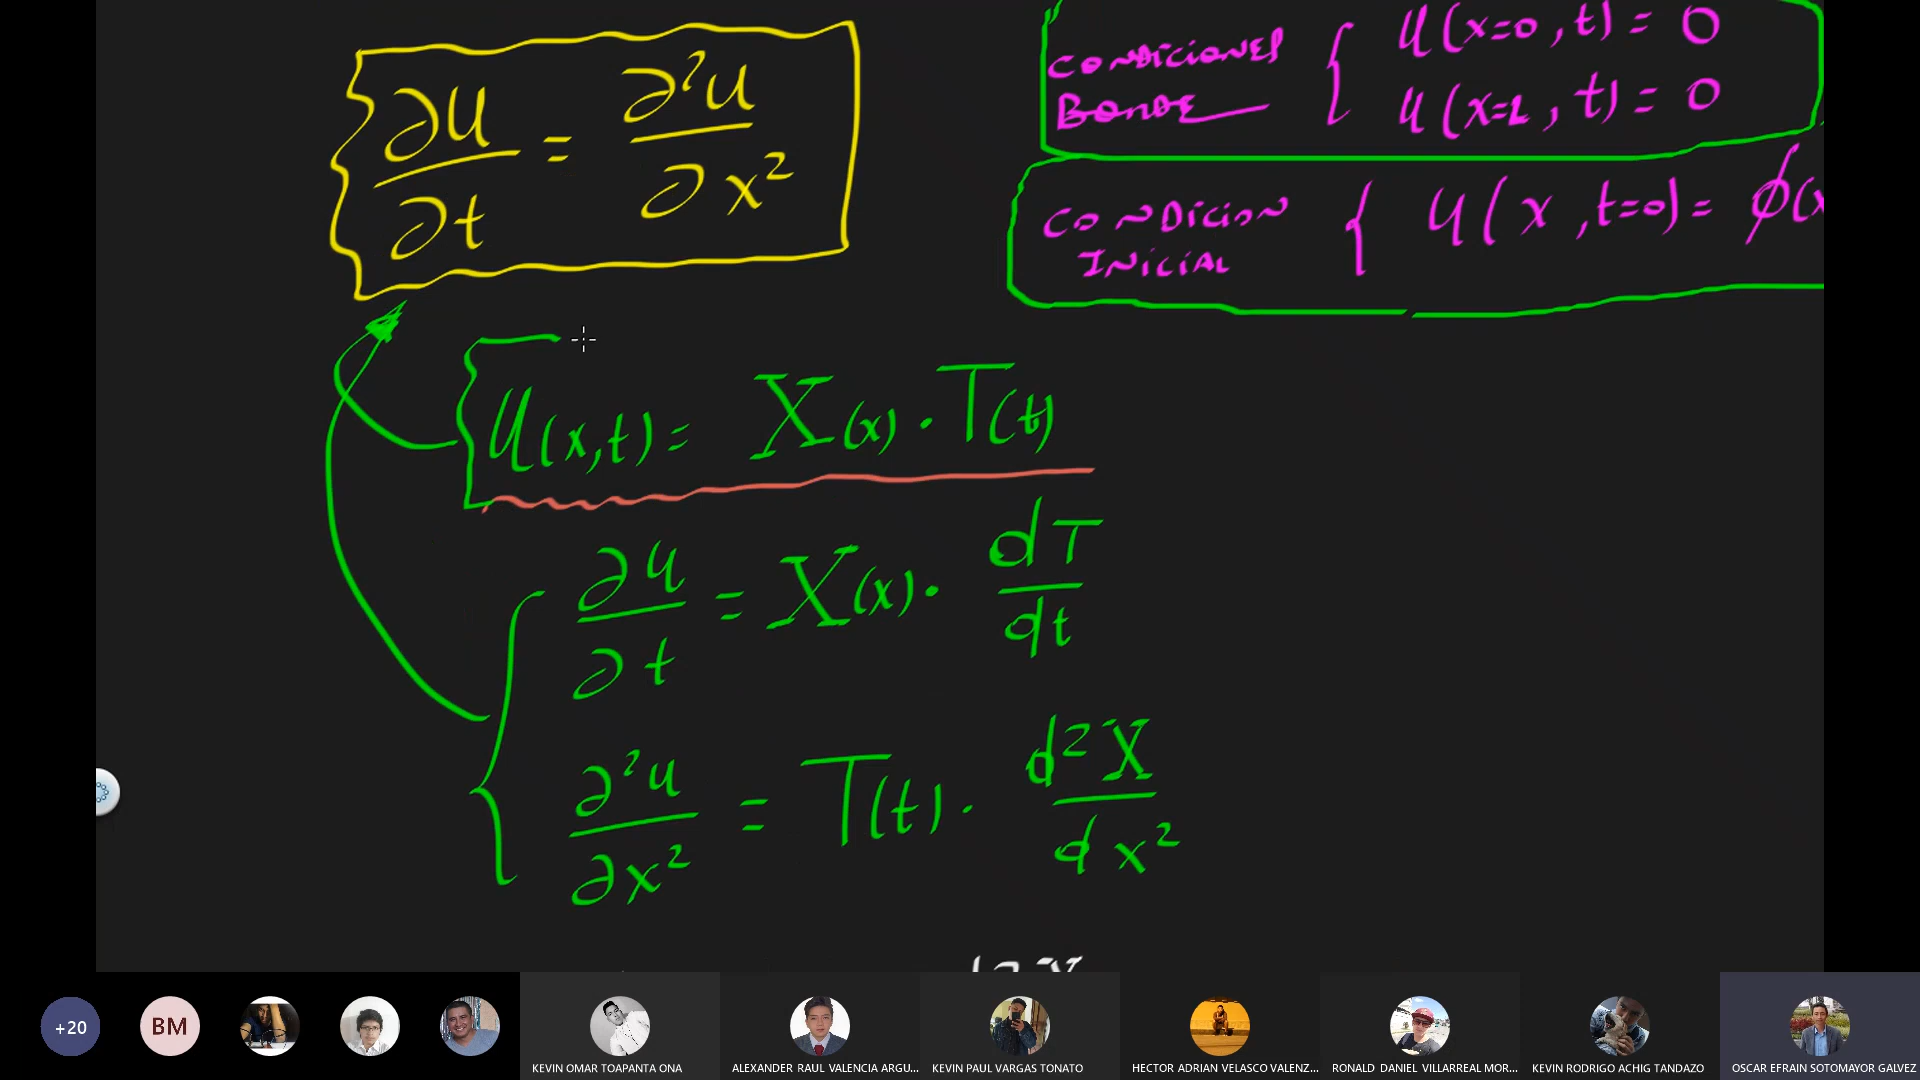 ∂u/∂t = ∂²u/∂x²
CONDICIONES BORDE { u(x=0, t) = 0
u(x=L, t) = 0
CONDICION INICIAL { u(x, t=0) = ϕ(x
u(x,t) = X(x) · T(t)
∂u/∂t = X(x) · dT/dt
∂²u/∂x² = T(t) · d²X/dx²
+20
BM
KEVIN OMAR TOAPANTA ONA
ALEXANDER RAUL VALENCIA ARGU...
KEVIN PAUL VARGAS TONATO
HECTOR ADRIAN VELASCO VALENZ...
RONALD DANIEL VILLARREAL MOR...
KEVIN RODRIGO ACHIG TANDAZO
OSCAR EFRAIN SOTOMAYOR GALVEZ